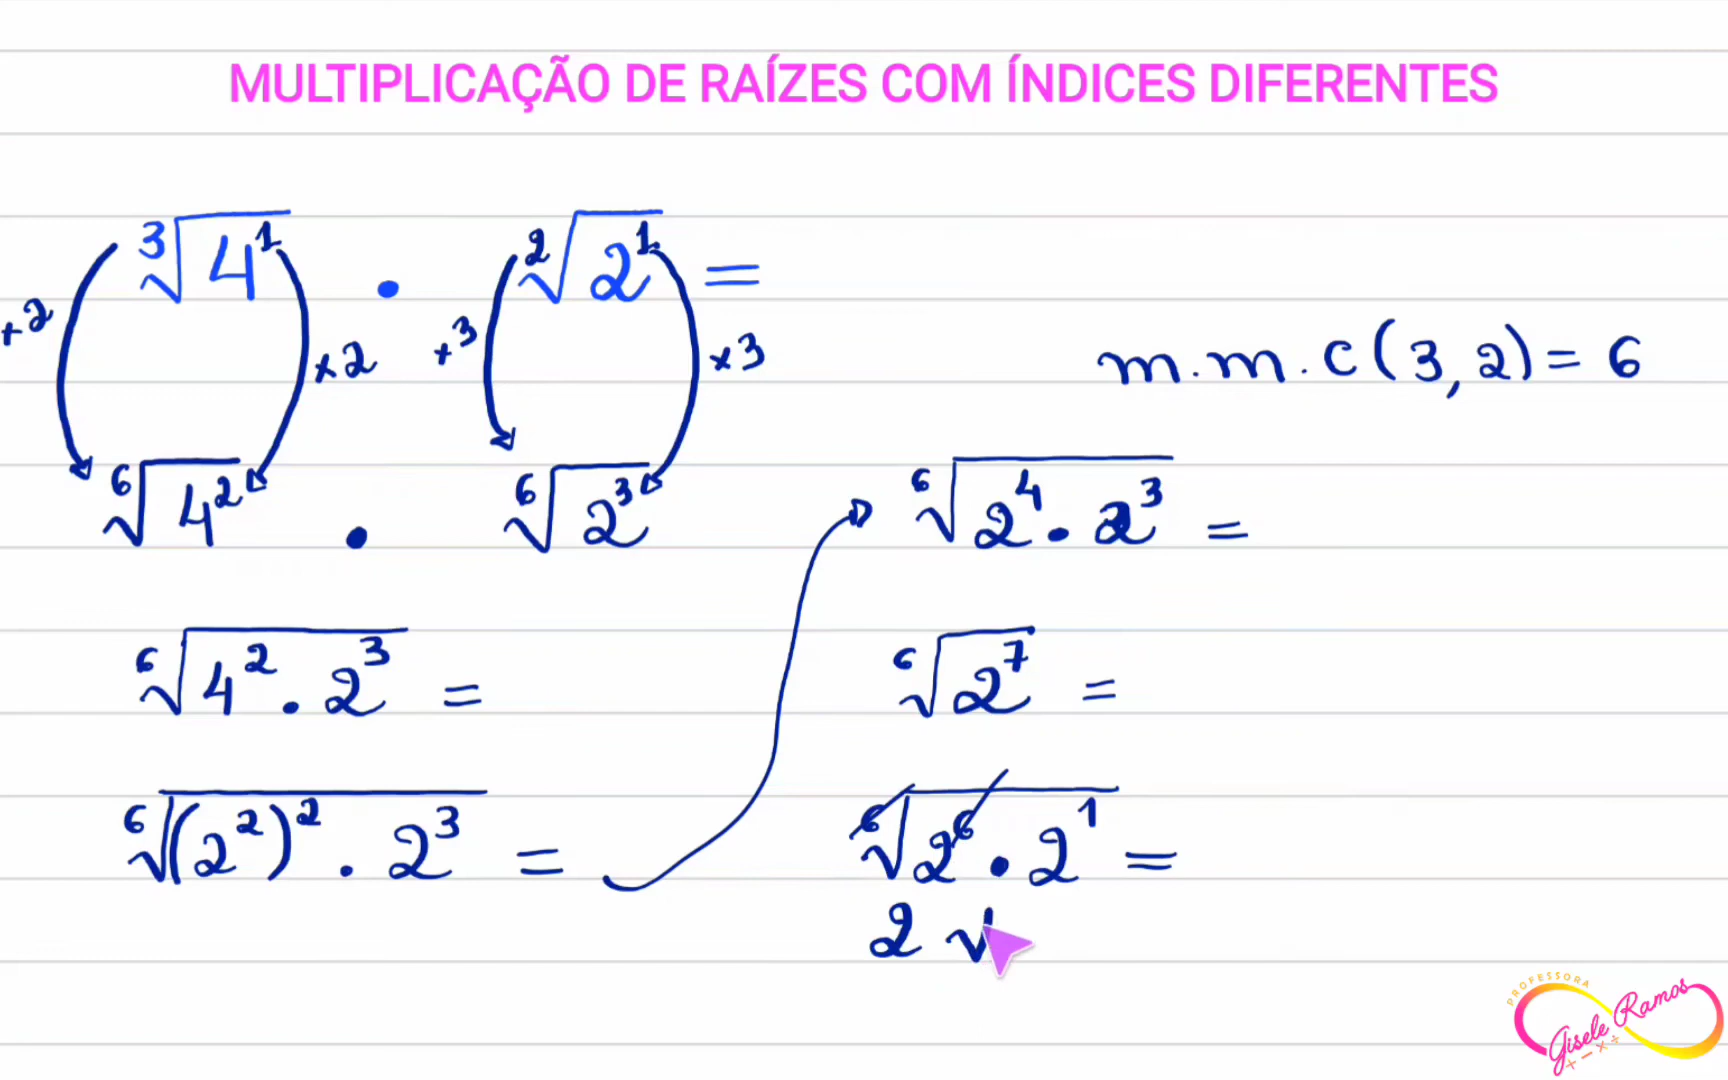 MULTIPLICAÇÃO DE RAÍZES COM ÍNDICES DIFERENTES
³√4¹ · ²√2¹ =
×2 ×2 ×3 ×3
m.m.c(3,2) = 6
⁶√4² · ⁶√2³
⁶√4² · 2³ =
⁶√(2²)² · 2³ =
⁶√2⁴ · 2³ =
⁶√2⁷ =
⁶√2⁶ · 2¹ =
2 √
PROFESSORA
Gisele Ramos
+ − × ÷